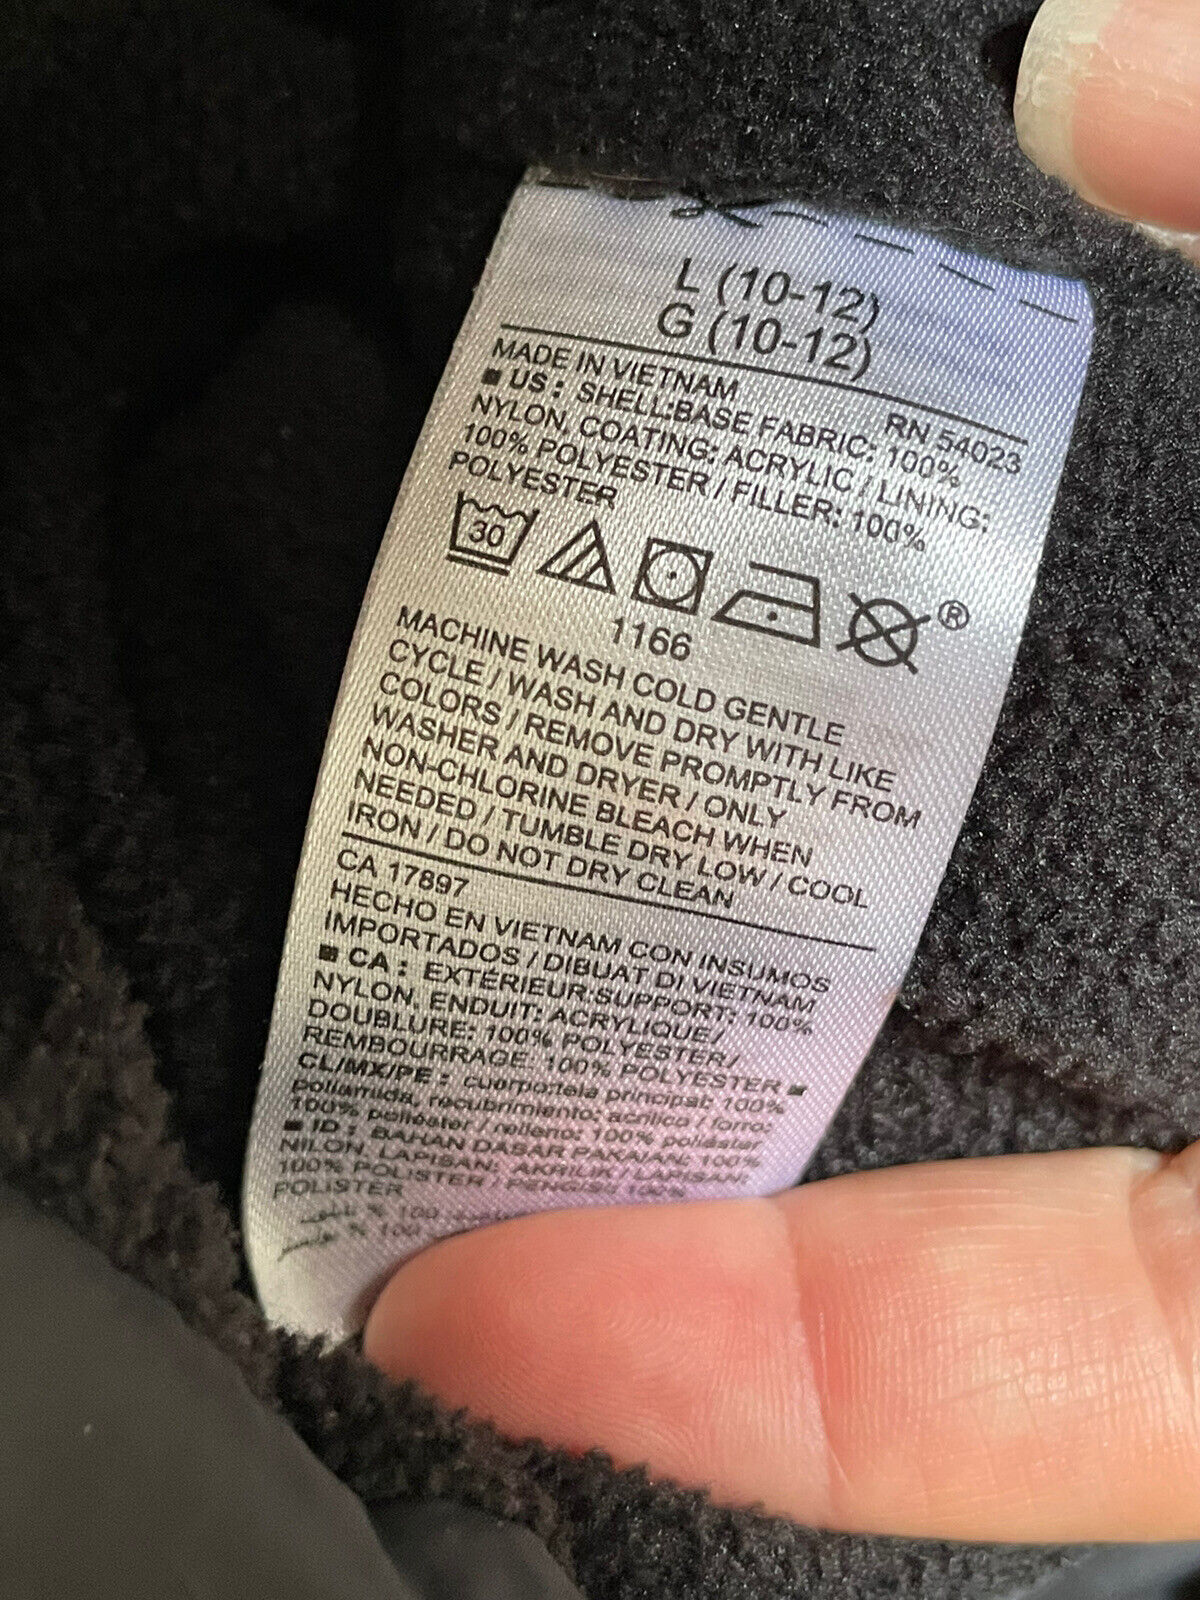 L (10-12)
G (10-12)
MADE IN VIETNAM RN 54023
■ US : SHELL:BASE FABRIC: 100%
NYLON, COATING: ACRYLIC / LINING:
100% POLYESTER / FILLER: 100%
POLYESTER
30 ®
1166
MACHINE WASH COLD GENTLE
CYCLE / WASH AND DRY WITH LIKE
COLORS / REMOVE PROMPTLY FROM
WASHER AND DRYER / ONLY
NON-CHLORINE BLEACH WHEN
NEEDED / TUMBLE DRY LOW / COOL
IRON / DO NOT DRY CLEAN
CA 17897
HECHO EN VIETNAM CON INSUMOS
IMPORTADOS / DIBUAT DI VIETNAM
■ CA : EXTÉRIEUR:SUPPORT: 100%
NYLON, ENDUIT: ACRYLIQUE /
DOUBLURE: 100% POLYESTER /
REMBOURRAGE: 100% POLYESTER ■
CL/MX/PE : cuerpo:tela principal: 100%
poliamida, recubrimiento: acrílico / forro:
100% poliéster / relleno: 100% poliéster
■ ID : BAHAN DASAR PAKAIAN: 100%
NILON, LAPISAN: AKRILIK / LAPISAN:
100% POLISTER / PENGISI: 100%
POLISTER